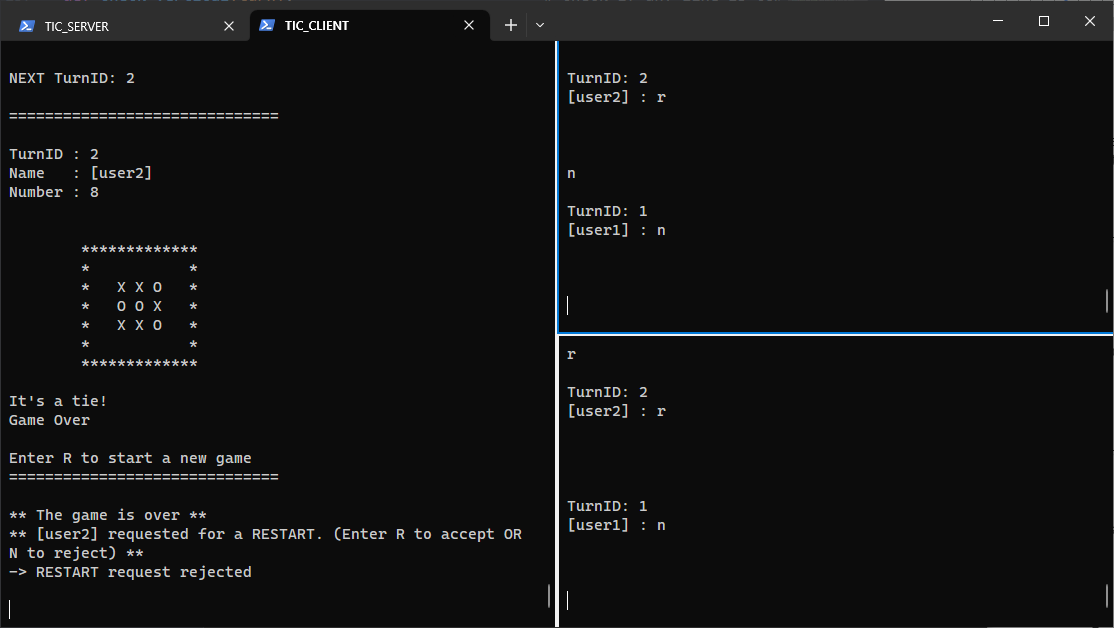 TIC_SERVER
TIC_CLIENT
NEXT TurnID: 2
==============================
TurnID : 2
Name   : [user2]
Number : 8
*************
*           *
*   X X O   *
*   O O X   *
*   X X O   *
*           *
*************
It's a tie!
Game Over
Enter R to start a new game
==============================
** The game is over **
** [user2] requested for a RESTART. (Enter R to accept OR
N to reject) **
-> RESTART request rejected
TurnID: 2
[user2] : r
n
TurnID: 1
[user1] : n
r
TurnID: 2
[user2] : r
TurnID: 1
[user1] : n